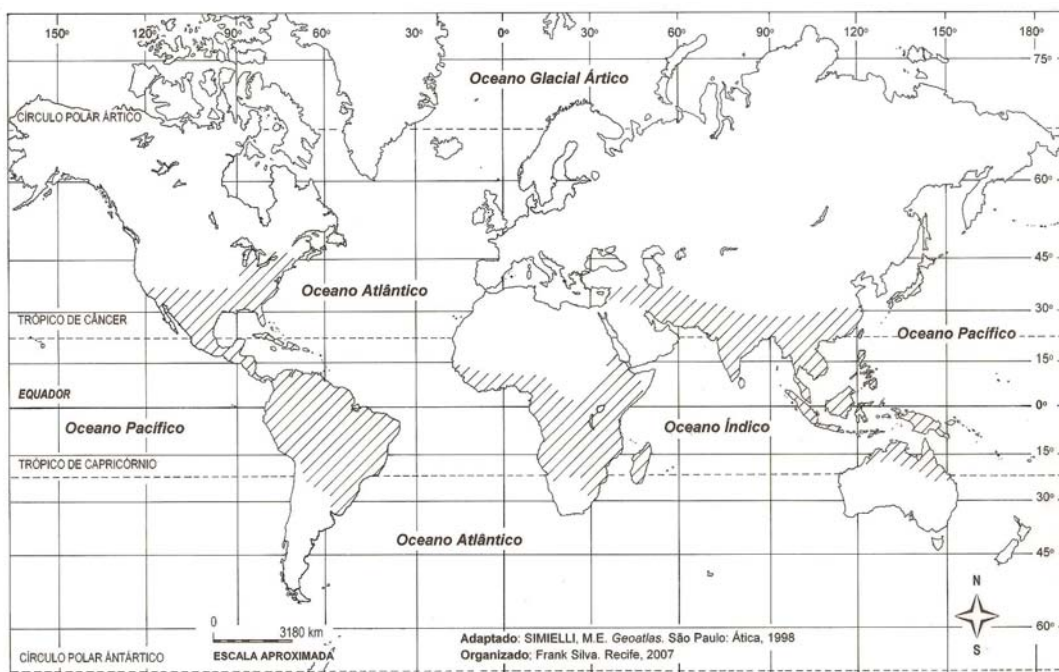 150° 120° 90° 60° 30° 0° 30° 60° 90° 120° 150° 180°
75°
Oceano Glacial Ártico
CÍRCULO POLAR ÁRTICO
60°
45°
Oceano Atlântico
30°
TRÓPICO DE CÂNCER
Oceano Pacífico
15°
EQUADOR
0°
Oceano Pacífico
Oceano Índico
15°
TRÓPICO DE CAPRICÓRNIO
30°
Oceano Atlântico
45°
N
0
3180 km
ESCALA APROXIMADA
Adaptado: SIMIELLI, M.E. Geoatlas. São Paulo: Ática, 1998
Organizado: Frank Silva. Recife, 2007
60°
S
CÍRCULO POLAR ÁNTÁRTICO